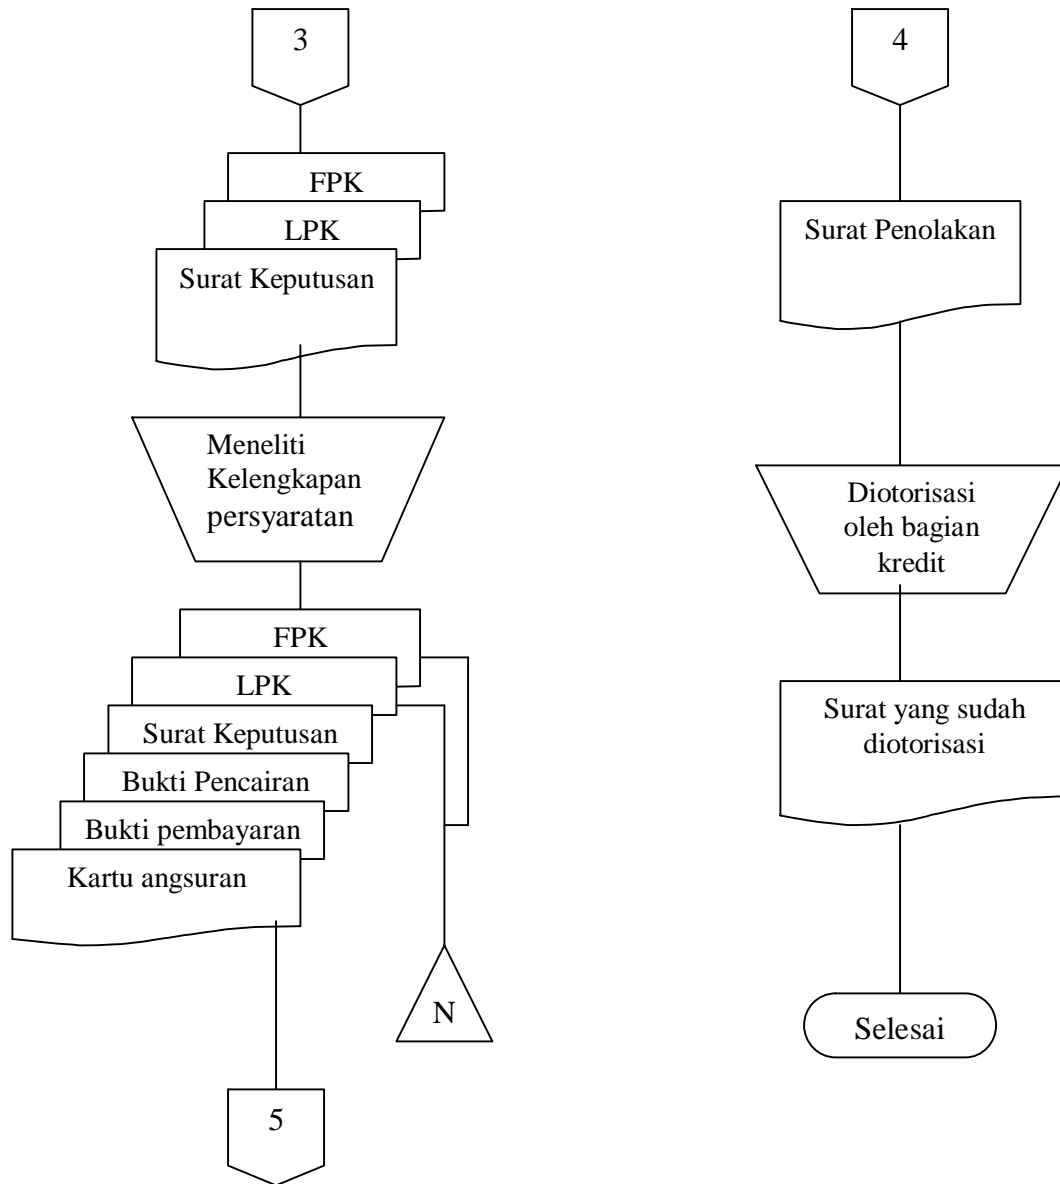 3
FPK
LPK
Surat Keputusan
Meneliti
Kelengkapan
persyaratan
FPK
LPK
Surat Keputusan
Bukti Pencairan
Bukti pembayaran
Kartu angsuran
N
5
4
Surat Penolakan
Diotorisasi
oleh bagian
kredit
Surat yang sudah
diotorisasi
Selesai